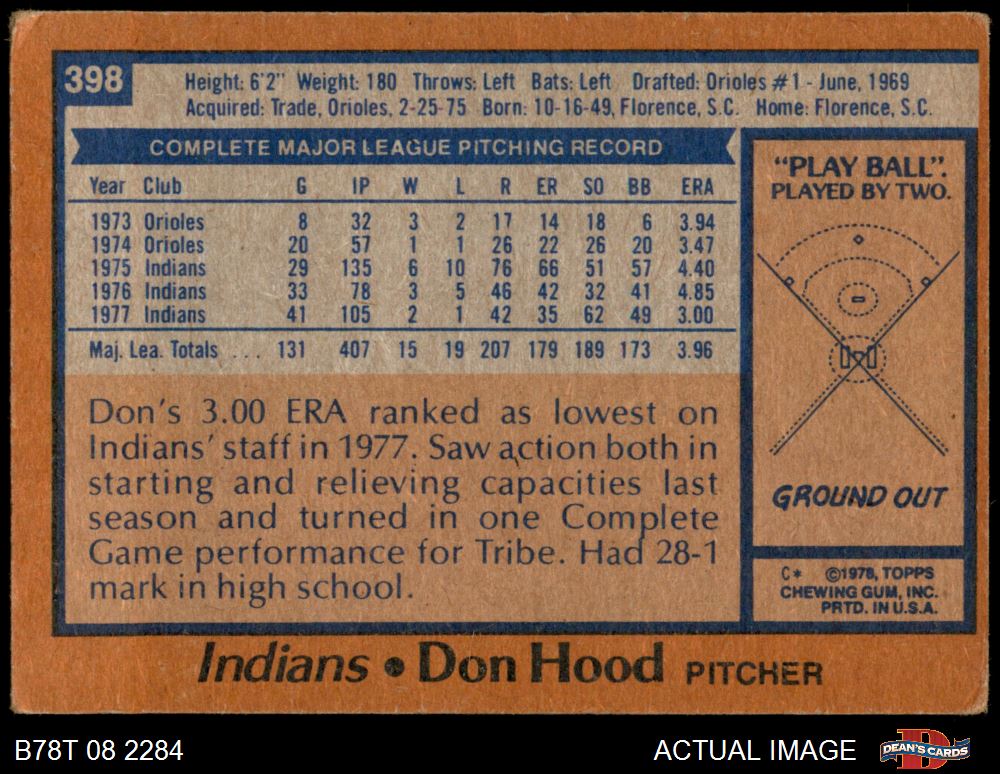 398
Height: 6'2" Weight: 180 Throws: Left Bats: Left Drafted: Orioles #1 - June, 1969
Acquired: Trade, Orioles, 2-25-75 Born: 10-16-49, Florence, S.C. Home: Florence, S.C.
COMPLETE MAJOR LEAGUE PITCHING RECORD
Year Club G IP W L R ER SO BB ERA
1973 Orioles 8 32 3 2 17 14 18 6 3.94
1974 Orioles 20 57 1 1 26 22 26 20 3.47
1975 Indians 29 135 6 10 76 66 51 57 4.40
1976 Indians 33 78 3 5 46 42 32 41 4.85
1977 Indians 41 105 2 1 42 35 62 49 3.00
Maj. Lea. Totals ... 131 407 15 19 207 179 189 173 3.96
Don's 3.00 ERA ranked as lowest on
Indians' staff in 1977. Saw action both in
starting and relieving capacities last
season and turned in one Complete
Game performance for Tribe. Had 28-1
mark in high school.
"PLAY BALL".
PLAYED BY TWO.
GROUND OUT
C* ©1978, TOPPS
CHEWING GUM, INC.
PRTD. IN U.S.A.
Indians • Don Hood PITCHER
B78T 08 2284
ACTUAL IMAGE
DEAN'S CARDS